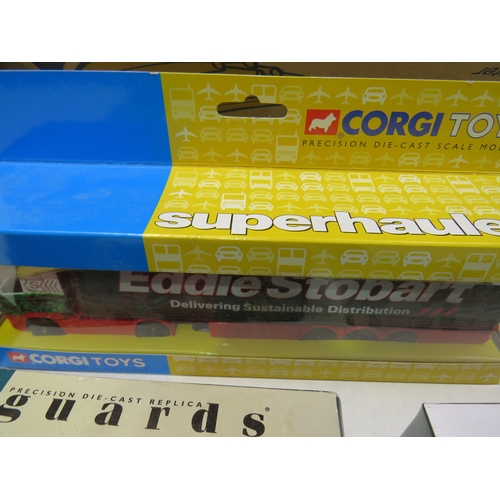 CORGI TOY
PRECISION DIE-CAST SCALE MO
superhaule
Eddie Stobart
Delivering Sustainable Distribution
CORGI TOYS
PRECISION DIE-CAST REPLICA
guards®